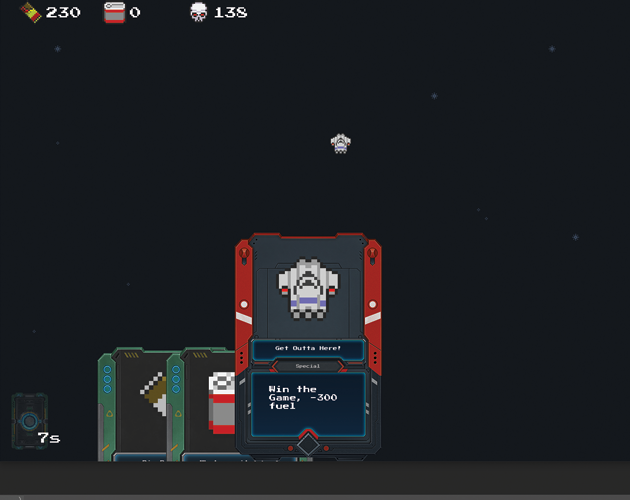 230 0 138
Get Outta Here!
Special
Win the
Game, -300
fuel
7s